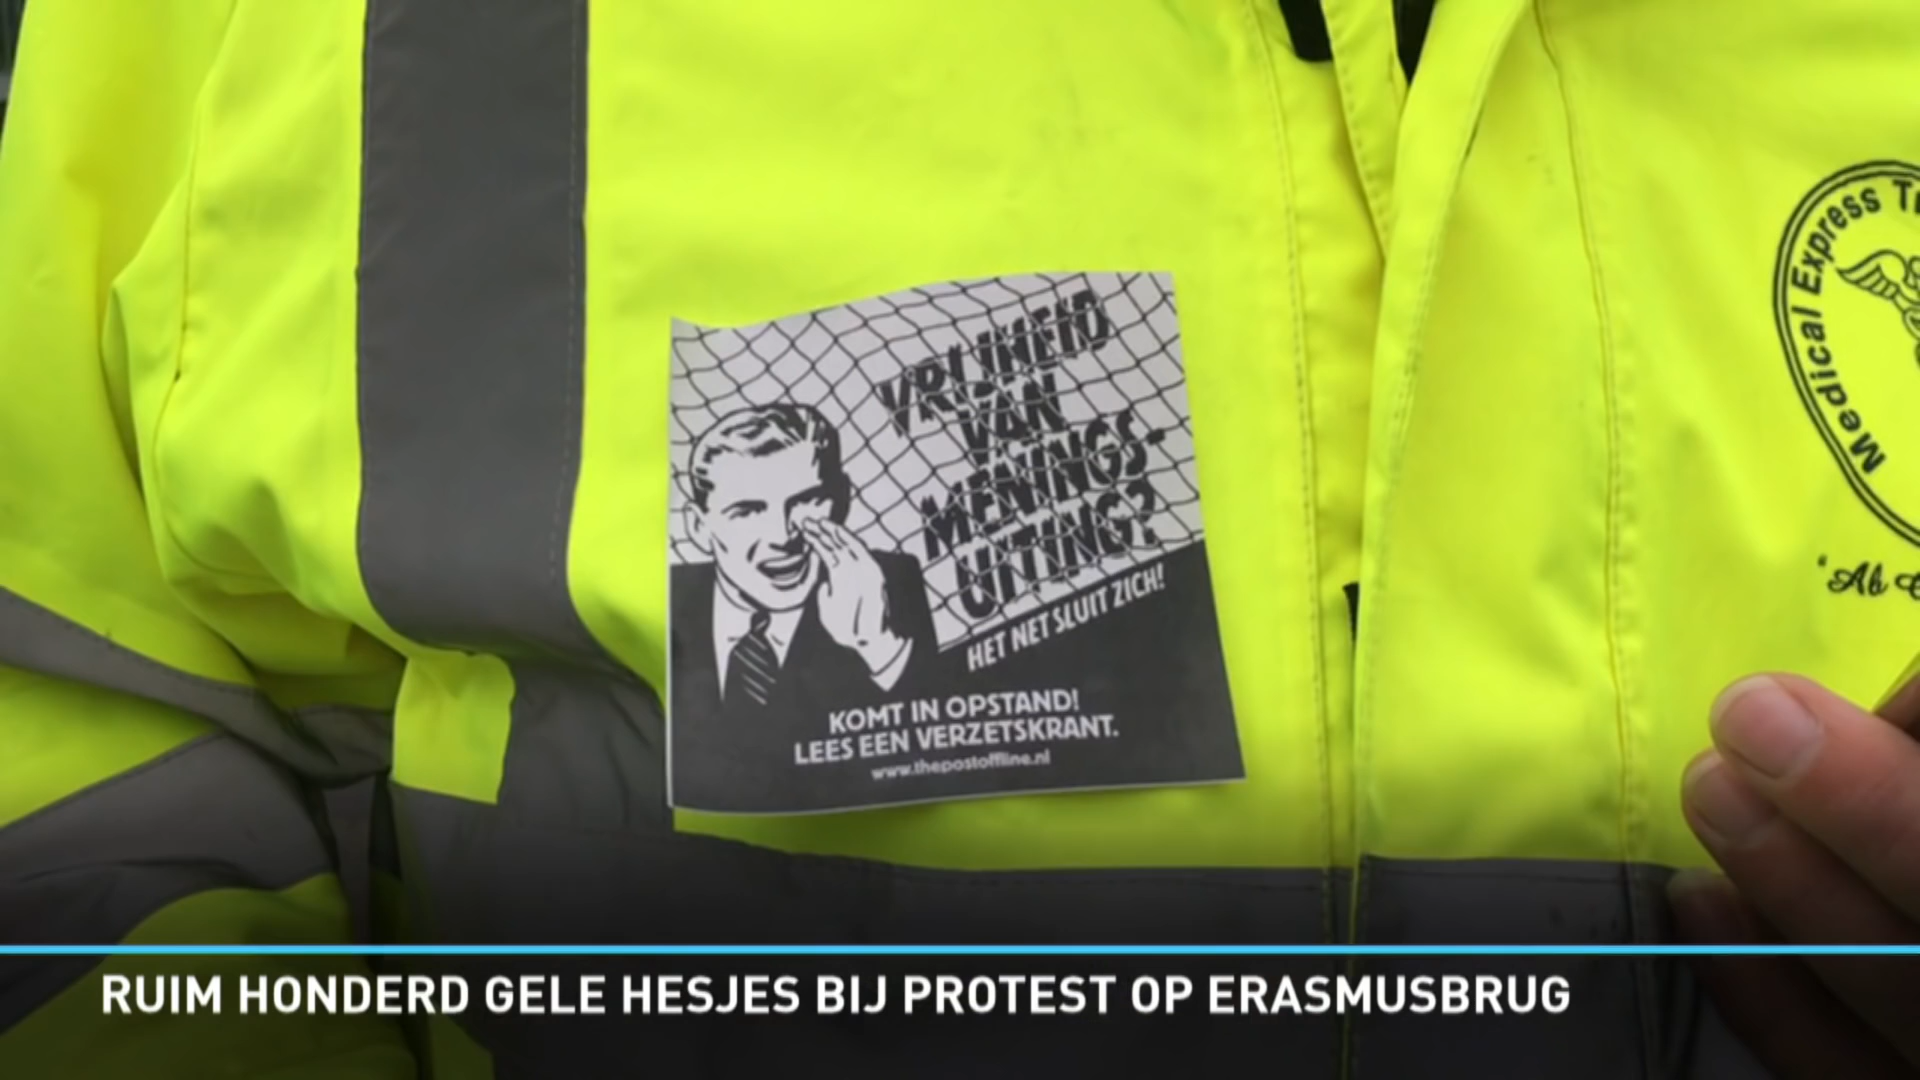 VRIJHEID
VAN
MENINGS-
UITING?
HET NET SLUIT ZICH!
KOMT IN OPSTAND!
LEES EEN VERZETSKRANT.
www.thepostoffline.nl
Medical Express
"Ab
RUIM HONDERD GELE HESJES BIJ PROTEST OP ERASMUSBRUG